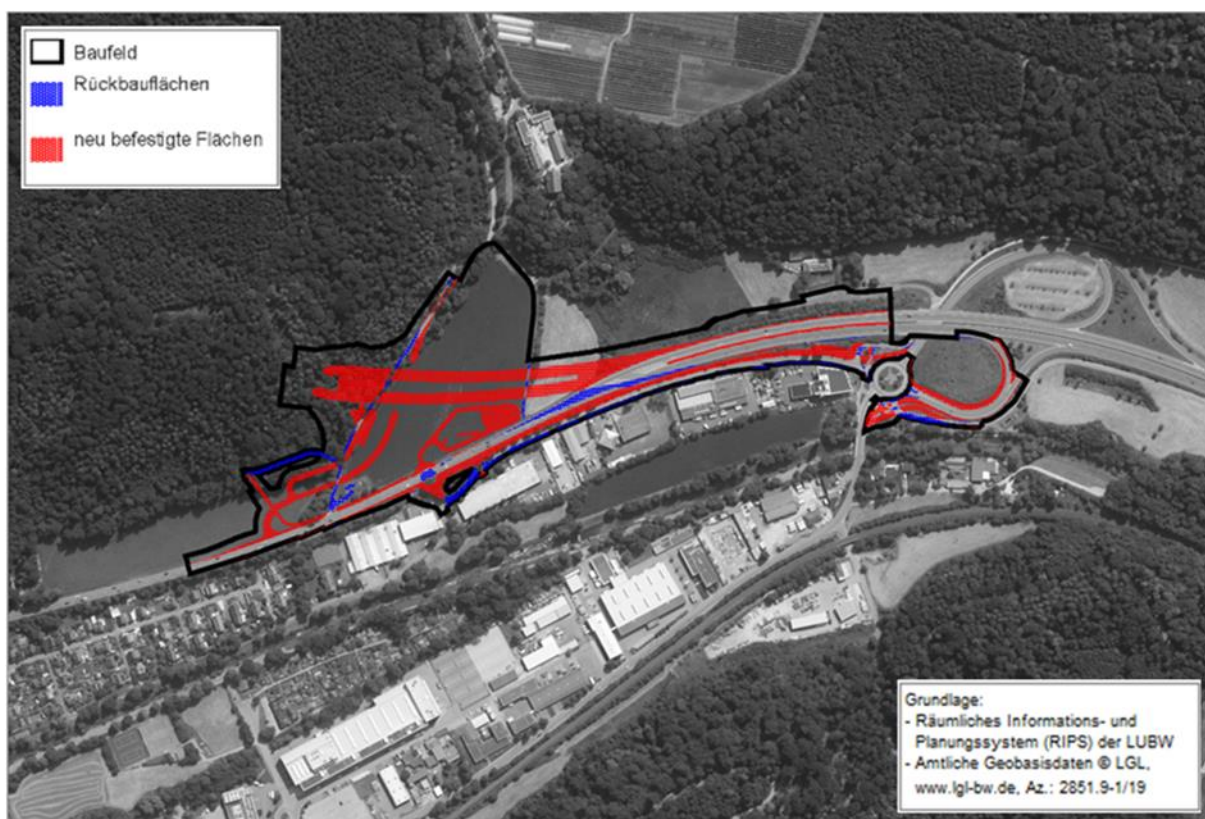 Baufeld
Rückbauflächen
neu befestigte Flächen
Grundlage:
- Räumliches Informations- und
Planungssystem (RIPS) der LUBW
- Amtliche Geobasisdaten © LGL,
www.lgl-bw.de, Az.: 2851.9-1/19